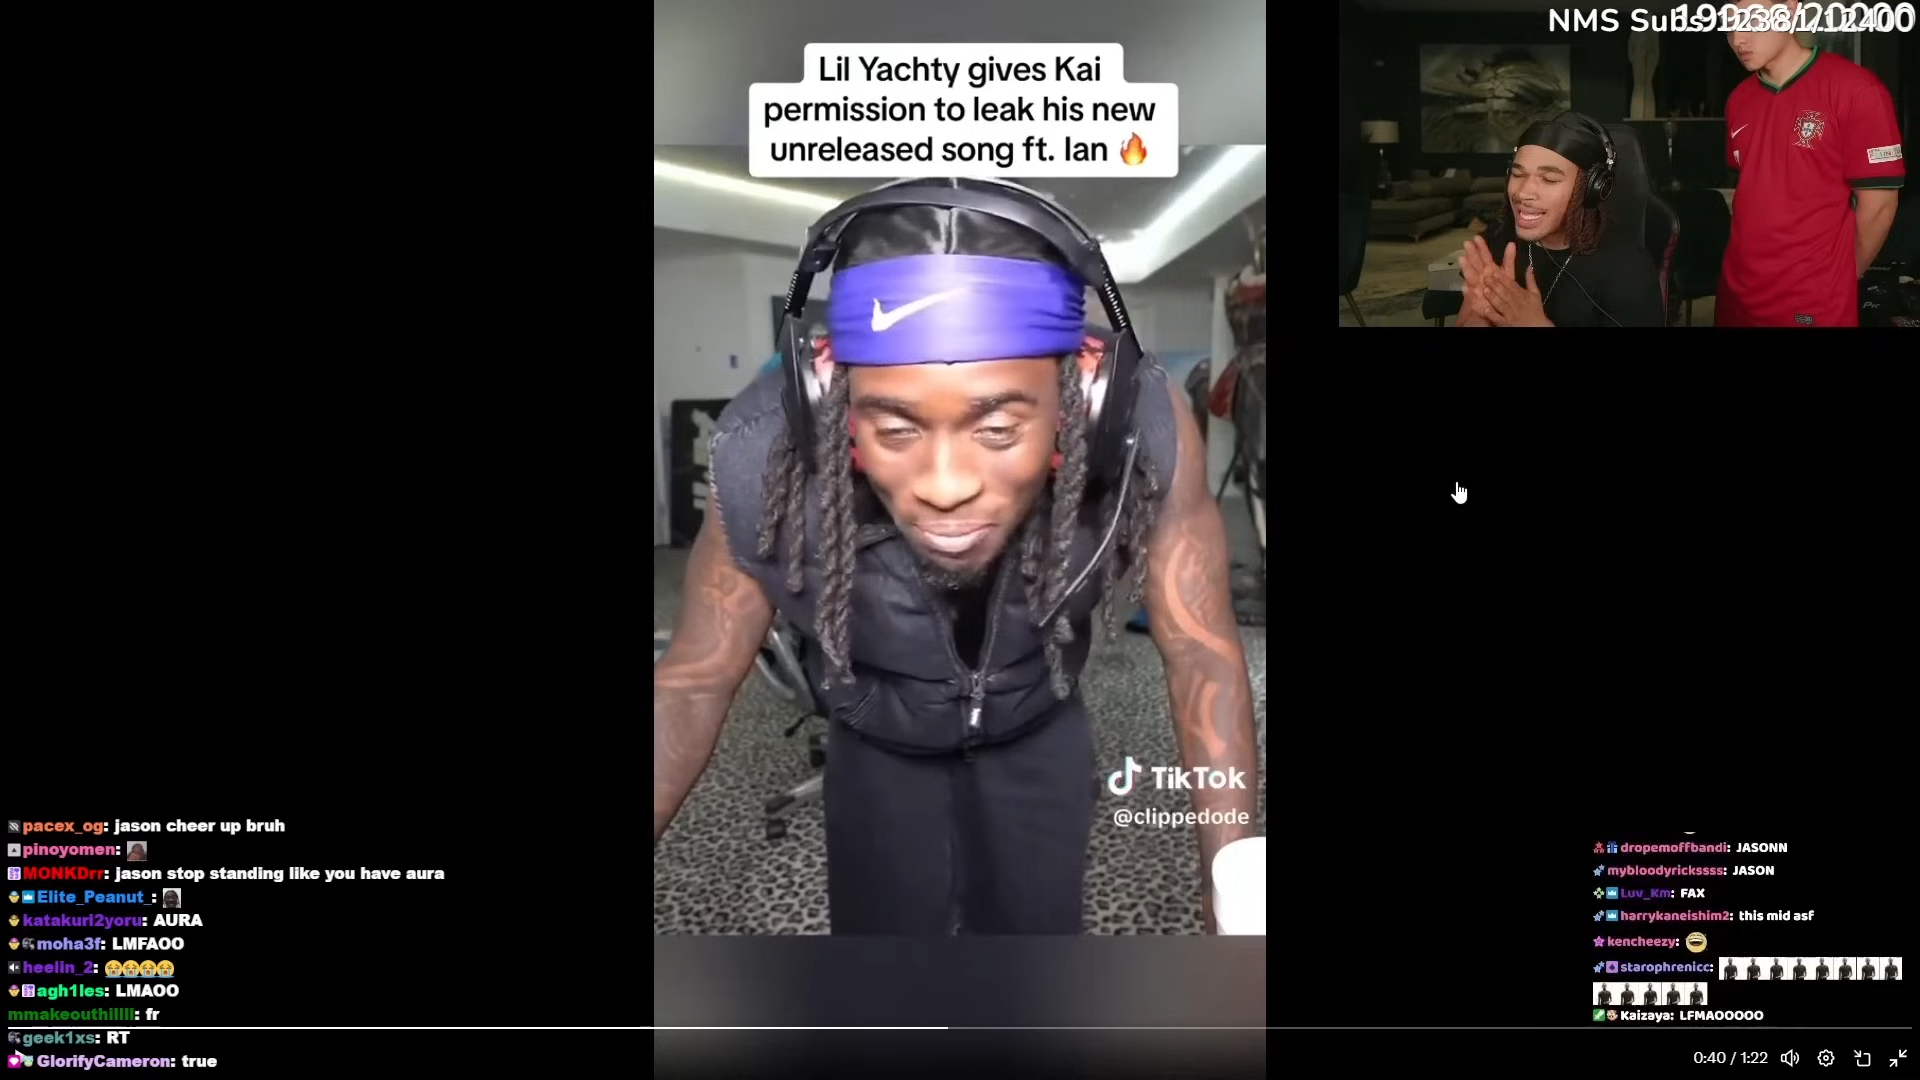 NMS Subs
Lil Yachty gives Kai
permission to leak his new
unreleased song ft. Ian 🔥
TikTok
@clippedode
pacex_og: jason cheer up bruh
pinoyomen:
MONKDrr: jason stop standing like you have aura
Elite_Peanut_:
katakuri2yoru: AURA
moha3f: LMFAOO
heelin_2: 😭😭😭😭
agh1les: LMAOO
geek1xs: RT
GlorifyCameron: true
dropemoffbandi: JASONN
mybloodyrickssss: JASON
Luv_Km: FAX
harrykaneishim2: this mid asf
kencheezy: 😂
starophrenicc:
Kaizaya: LFMAOOOOO
0:40 / 1:22